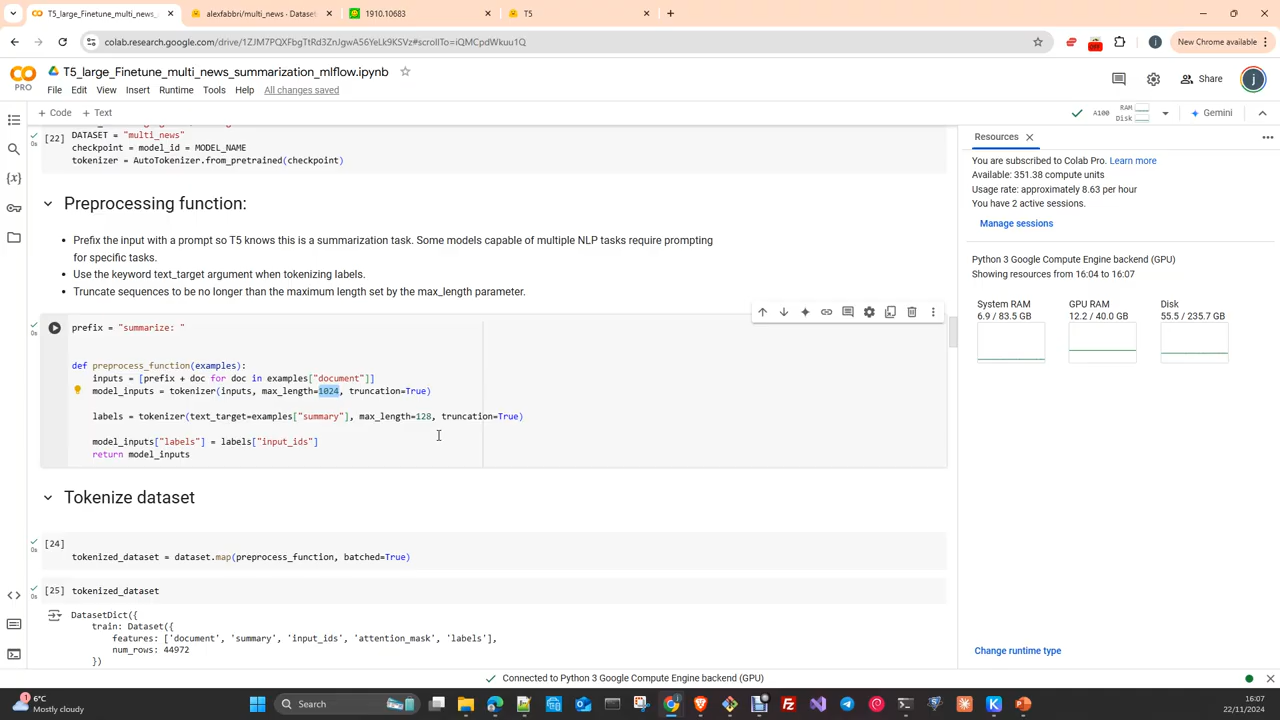 T5_large_Finetune_multi_news_
alexfabbri/multi_news · Dataset
1910.10683
T5
colab.research.google.com/drive/1ZJM7PQXFbgTtRd3ZnJgwA56YeLk9KSVz#scrollTo=iQMCpdWkuu1Q
New Chrome available
CO
PRO
T5_large_Finetune_multi_news_summarization_mlflow.ipynb
Share
j
File Edit View Insert Runtime Tools Help All changes saved
+ Code + Text
A100
RAM
Disk
Gemini
[22] DATASET = "multi_news"
0s
checkpoint = model_id = MODEL_NAME
tokenizer = AutoTokenizer.from_pretrained(checkpoint)
Preprocessing function:
• Prefix the input with a prompt so T5 knows this is a summarization task. Some models capable of multiple NLP tasks require prompting
for specific tasks.
• Use the keyword text_target argument when tokenizing labels.
• Truncate sequences to be no longer than the maximum length set by the max_length parameter.
0s
prefix = "summarize: "
def preprocess_function(examples):
inputs = [prefix + doc for doc in examples["document"]]
model_inputs = tokenizer(inputs, max_length=1024, truncation=True)
labels = tokenizer(text_target=examples["summary"], max_length=128, truncation=True)
model_inputs["labels"] = labels["input_ids"]
return model_inputs
Tokenize dataset
[24]
0s
tokenized_dataset = dataset.map(preprocess_function, batched=True)
[25] tokenized_dataset
0s
DatasetDict({
train: Dataset({
features: ['document', 'summary', 'input_ids', 'attention_mask', 'labels'],
num_rows: 44972
})
Resources
You are subscribed to Colab Pro. Learn more
Available: 351.38 compute units
Usage rate: approximately 8.63 per hour
You have 2 active sessions.
Manage sessions
Python 3 Google Compute Engine backend (GPU)
Showing resources from 16:04 to 16:07
System RAM
6.9 / 83.5 GB
GPU RAM
12.2 / 40.0 GB
Disk
55.5 / 235.7 GB
Change runtime type
Connected to Python 3 Google Compute Engine backend (GPU)
6°C
Mostly cloudy
Search
16:07
22/11/2024